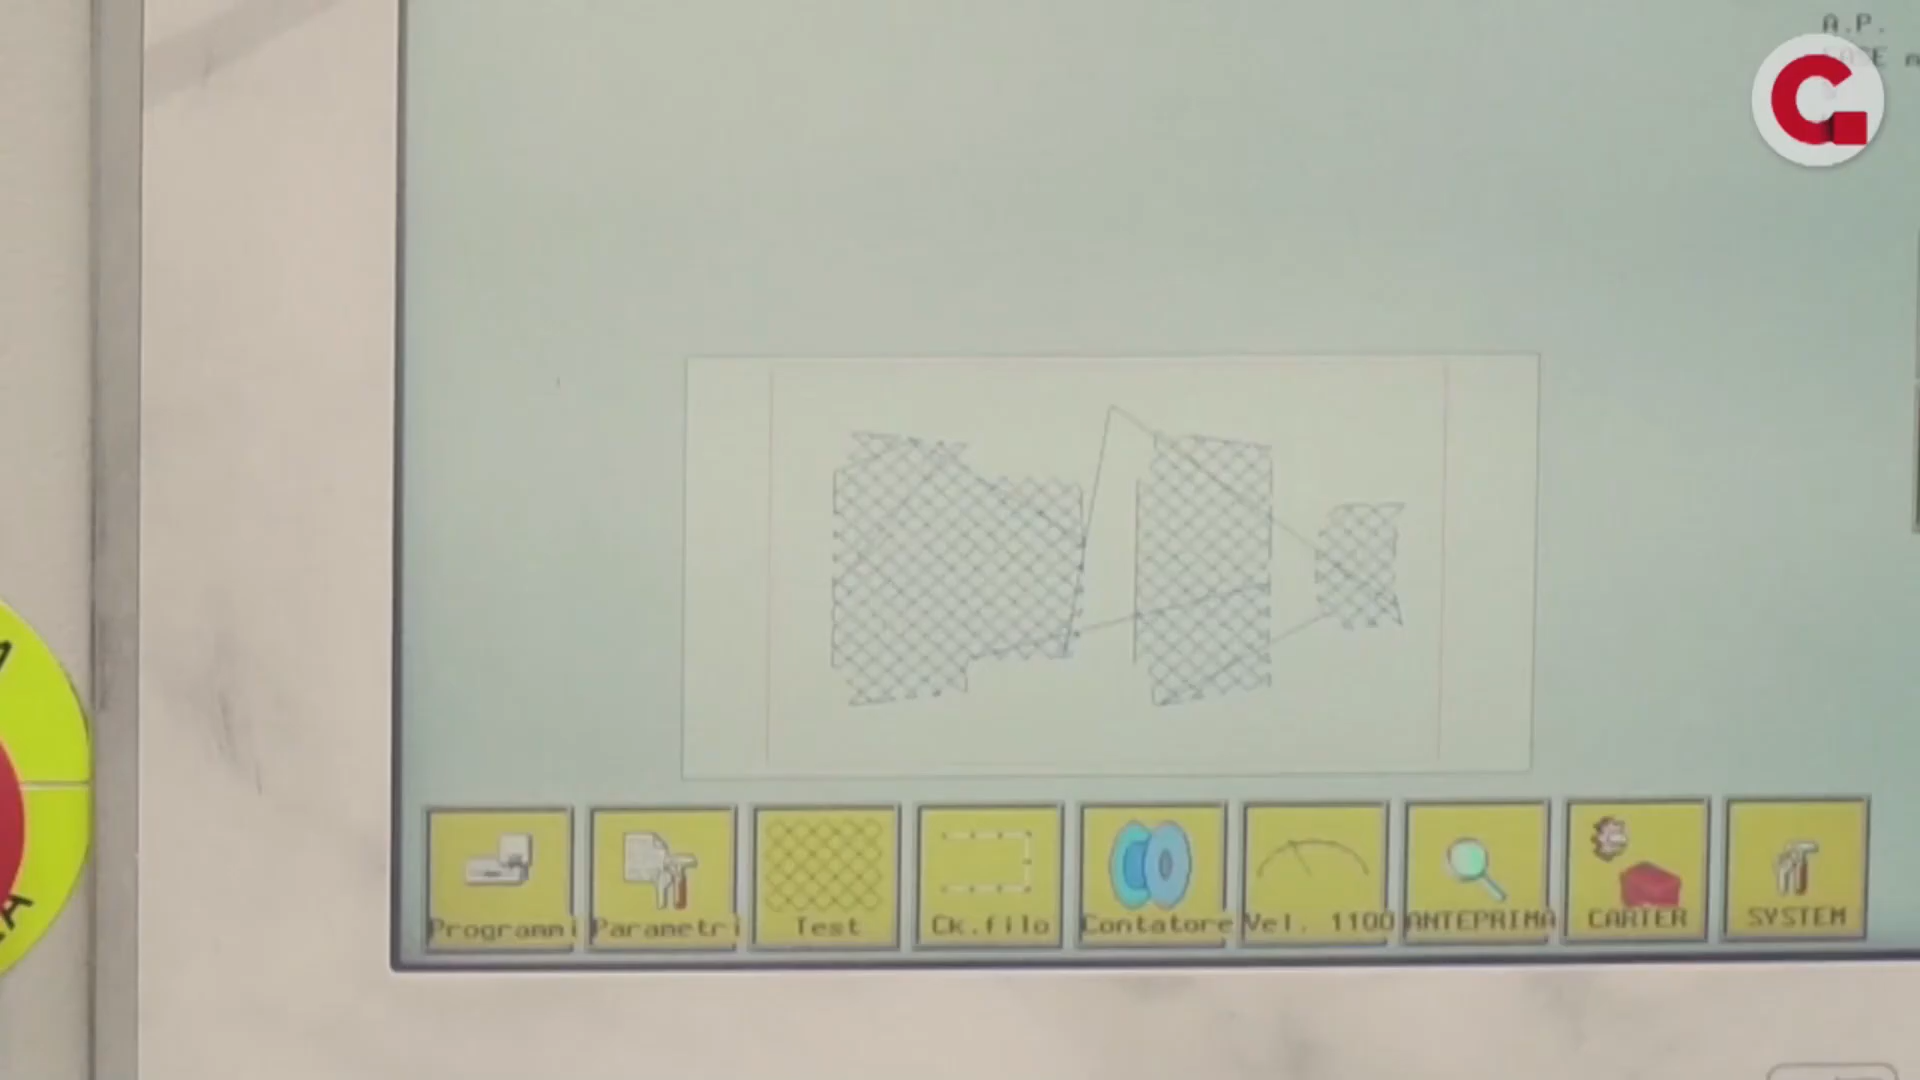 A.P.
Programmi
Parametri
Test
Ck.filo
Contatore
Vel. 1100
ANTEPRIMA
CARTER
SYSTEM